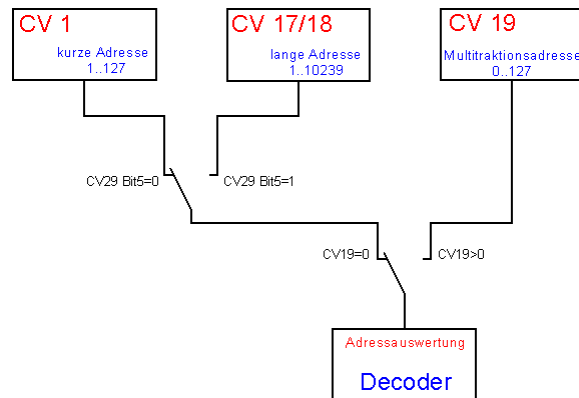 CV 1
kurze Adresse
1..127
CV 17/18
lange Adresse
1..10239
CV 19
Multitraktionsadresse
0..127
CV29 Bit5=0
CV29 Bit5=1
CV19=0
CV19>0
Adressauswertung
Decoder